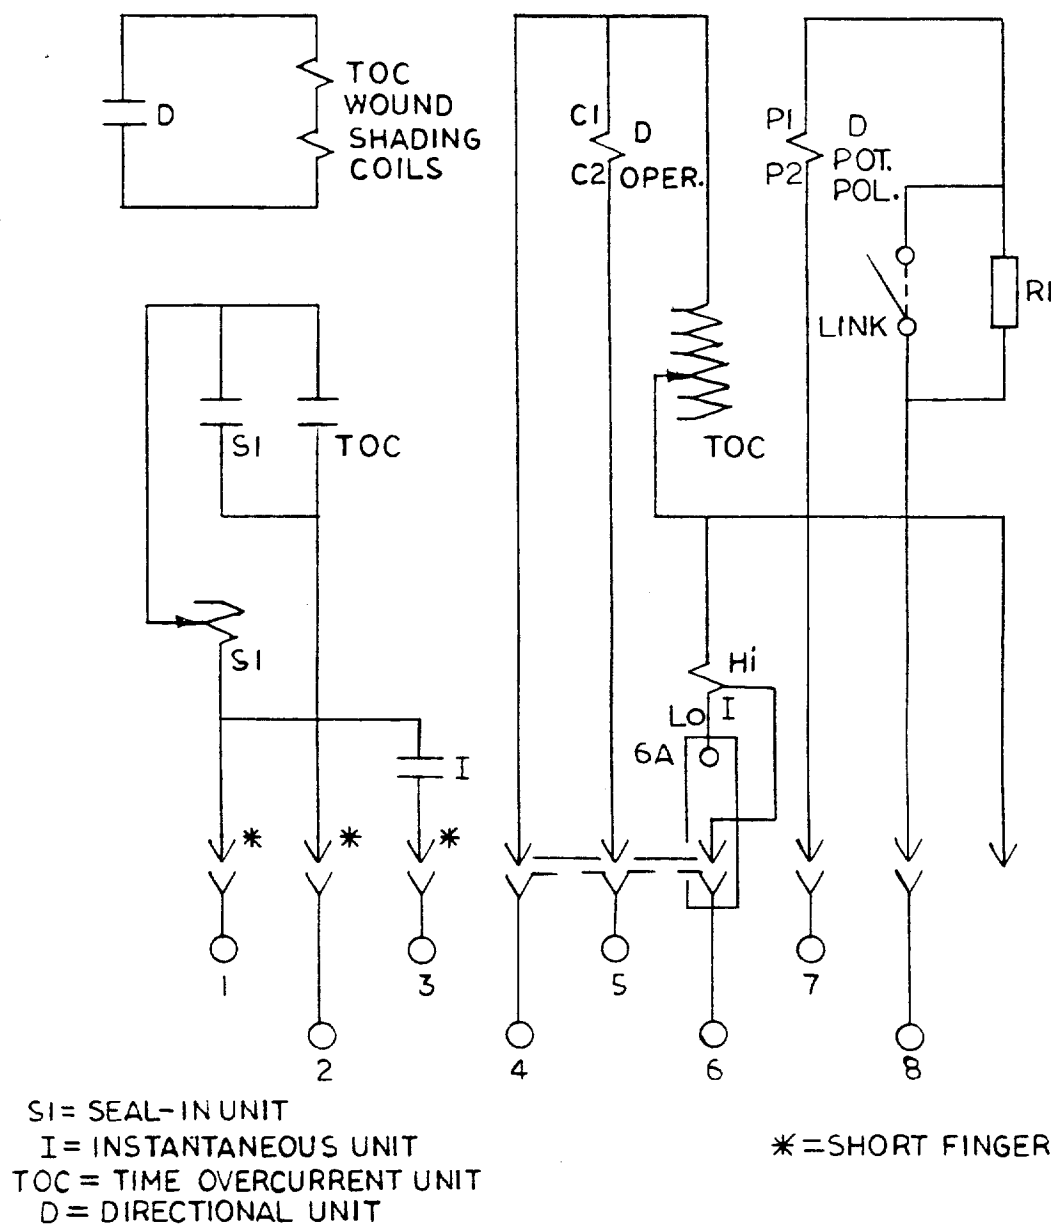 TOC
WOUND
SHADING
COILS
D
C1
C2
D
OPER.
P1
P2
D
POT.
POL.
LINK
R1
SI
TOC
TOC
SI
Hi
I
LO
6A
I
*
*
*
1
2
3
4
5
6
7
8
SI = SEAL-IN UNIT
I = INSTANTANEOUS UNIT
TOC = TIME OVERCURRENT UNIT
D = DIRECTIONAL UNIT
* = SHORT FINGER